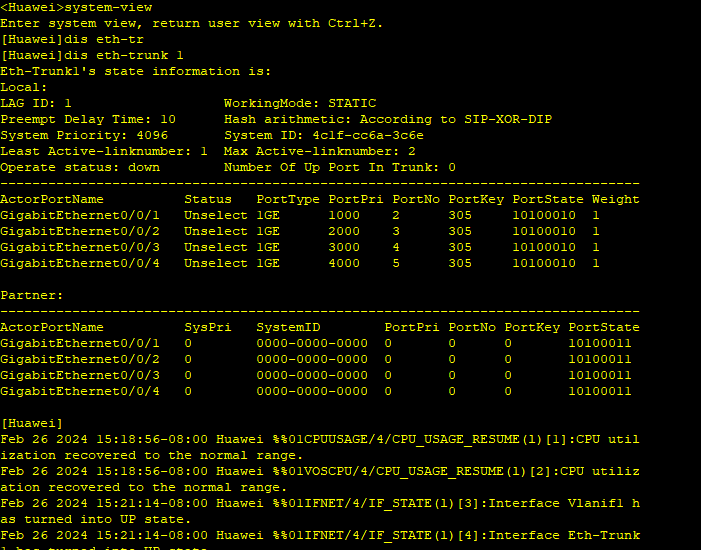 <Huawei>system-view
Enter system view, return user view with Ctrl+Z.
[Huawei]dis eth-tr
[Huawei]dis eth-trunk 1
Eth-Trunk1's state information is:
Local:
LAG ID: 1                   WorkingMode: STATIC
Preempt Delay Time: 10      Hash arithmetic: According to SIP-XOR-DIP
System Priority: 4096       System ID: 4c1f-cc6a-3c6e
Least Active-linknumber: 1  Max Active-linknumber: 2
Operate status: down        Number Of Up Port In Trunk: 0
--------------------------------------------------------------------------------
ActorPortName          Status   PortType PortPri PortNo PortKey PortState Weight
GigabitEthernet0/0/1   Unselect 1GE      1000    2      305     10100010  1
GigabitEthernet0/0/2   Unselect 1GE      2000    3      305     10100010  1
GigabitEthernet0/0/3   Unselect 1GE      3000    4      305     10100010  1
GigabitEthernet0/0/4   Unselect 1GE      4000    5      305     10100010  1
Partner:
--------------------------------------------------------------------------------
ActorPortName          SysPri   SystemID        PortPri PortNo PortKey PortState
GigabitEthernet0/0/1   0        0000-0000-0000  0       0      0       10100011
GigabitEthernet0/0/2   0        0000-0000-0000  0       0      0       10100011
GigabitEthernet0/0/3   0        0000-0000-0000  0       0      0       10100011
GigabitEthernet0/0/4   0        0000-0000-0000  0       0      0       10100011
[Huawei]
Feb 26 2024 15:18:56-08:00 Huawei %%01CPUUSAGE/4/CPU_USAGE_RESUME(l)[1]:CPU util
ization recovered to the normal range.
Feb 26 2024 15:18:56-08:00 Huawei %%01VOSCPU/4/CPU_USAGE_RESUME(l)[2]:CPU utiliz
ation recovered to the normal range.
Feb 26 2024 15:21:14-08:00 Huawei %%01IFNET/4/IF_STATE(l)[3]:Interface Vlanif1 h
as turned into UP state.
Feb 26 2024 15:21:14-08:00 Huawei %%01IFNET/4/IF_STATE(l)[4]:Interface Eth-Trunk
1 has turned into UP state.